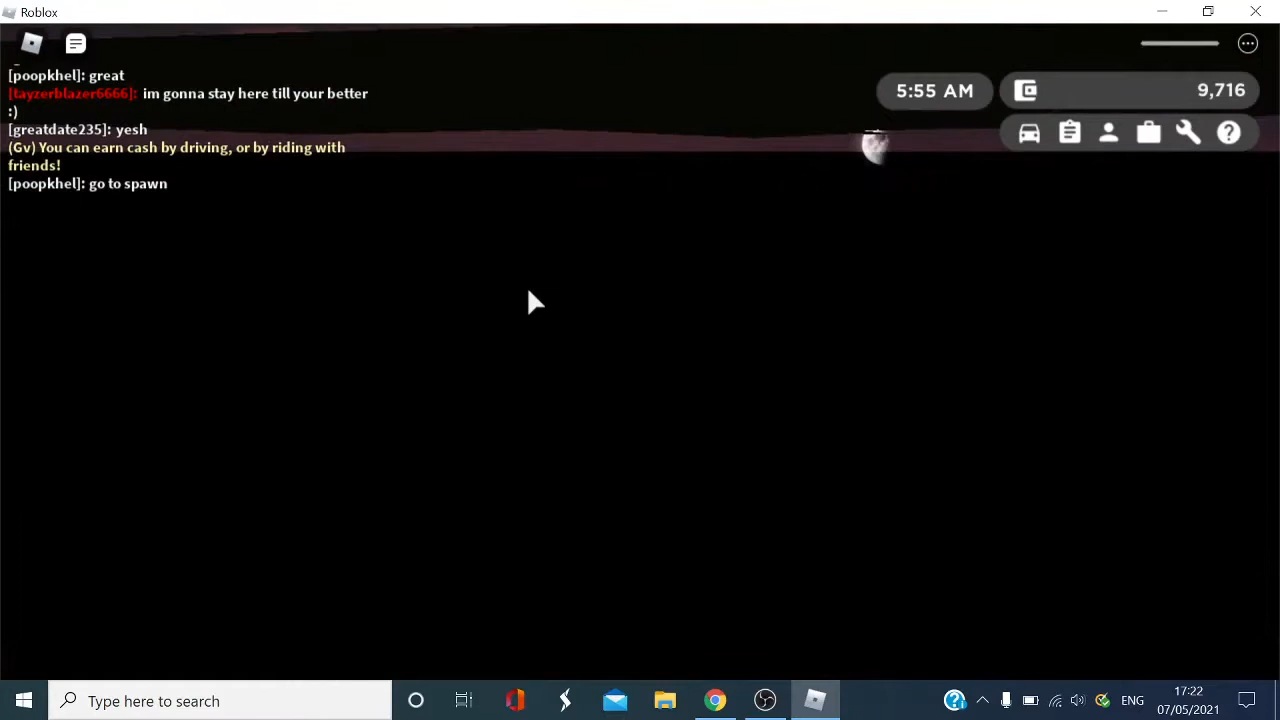 Roblox
[poopkhel]: great
[tayzerblazer6666]: im gonna stay here till your better
:)
[greatdate235]: yesh
(Gv) You can earn cash by driving, or by riding with
friends!
[poopkhel]: go to spawn
5:55 AM
9,716
Type here to search
ENG
17:22
07/05/2021